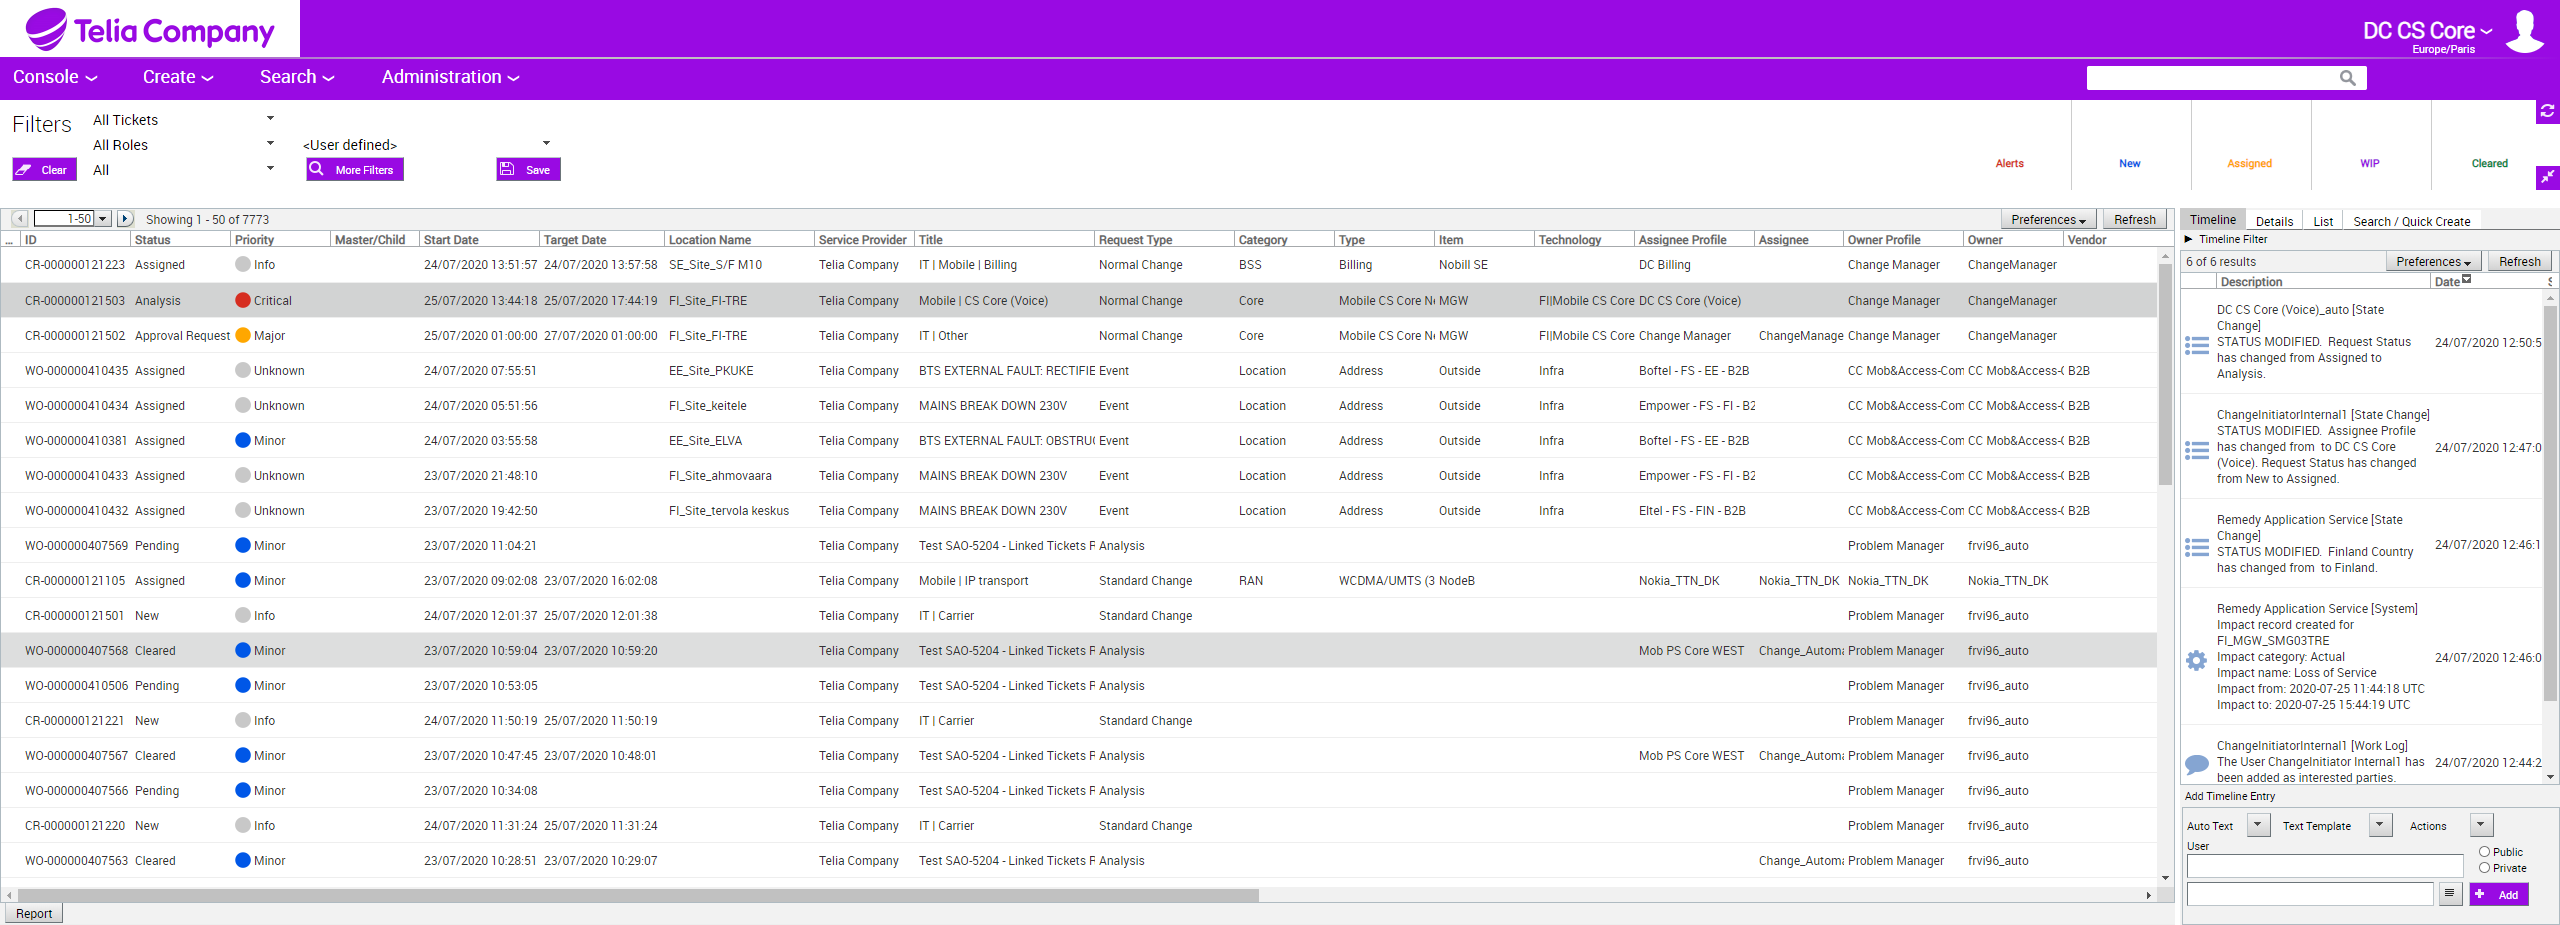 Telia Company
DC CS Core
Europe/Paris
Console Create Search Administration
Filters
All Tickets
All Roles <User defined>
Clear All More Filters Save
Alerts New Assigned WIP Cleared
1-50 Showing 1 - 50 of 7773 Preferences Refresh
... ID Status Priority Master/Child Start Date Target Date Location Name Service Provider Title Request Type Category Type Item Technology Assignee Profile Assignee Owner Profile Owner Vendor
CR-000000121223 Assigned Info 24/07/2020 13:51:57 24/07/2020 13:57:58 SE_Site_S/F M10 Telia Company IT | Mobile | Billing Normal Change BSS Billing Nobill SE DC Billing Change Manager ChangeManager
CR-000000121503 Analysis Critical 25/07/2020 13:44:18 25/07/2020 17:44:19 FI_Site_FI-TRE Telia Company Mobile | CS Core (Voice) Normal Change Core Mobile CS Core Ne MGW FI|Mobile CS Core DC CS Core (Voice) Change Manager ChangeManager
CR-000000121502 Approval Request Major 25/07/2020 01:00:00 27/07/2020 01:00:00 FI_Site_FI-TRE Telia Company IT | Other Normal Change Core Mobile CS Core Ne MGW FI|Mobile CS Core Change Manager ChangeManage Change Manager ChangeManager
WO-000000410435 Assigned Unknown 24/07/2020 07:55:51 EE_Site_PKUKE Telia Company BTS EXTERNAL FAULT: RECTIFIE Event Location Address Outside Infra Boftel - FS - EE - B2B CC Mob&Access-Com CC Mob&Access-C B2B
WO-000000410434 Assigned Unknown 24/07/2020 05:51:56 FI_Site_keitele Telia Company MAINS BREAK DOWN 230V Event Location Address Outside Infra Empower - FS - FI - B2 CC Mob&Access-Com CC Mob&Access-C B2B
WO-000000410381 Assigned Minor 24/07/2020 03:55:58 EE_Site_ELVA Telia Company BTS EXTERNAL FAULT: OBSTRUC Event Location Address Outside Infra Boftel - FS - EE - B2B CC Mob&Access-Com CC Mob&Access-C B2B
WO-000000410433 Assigned Unknown 23/07/2020 21:48:10 FI_Site_ahmovaara Telia Company MAINS BREAK DOWN 230V Event Location Address Outside Infra Empower - FS - FI - B2 CC Mob&Access-Com CC Mob&Access-C B2B
WO-000000410432 Assigned Unknown 23/07/2020 19:42:50 FI_Site_tervola keskus Telia Company MAINS BREAK DOWN 230V Event Location Address Outside Infra Eltel - FS - FIN - B2B CC Mob&Access-Com CC Mob&Access-C B2B
WO-000000407569 Pending Minor 23/07/2020 11:04:21 Telia Company Test SAO-5204 - Linked Tickets F Analysis Problem Manager frvi96_auto
CR-000000121105 Assigned Minor 23/07/2020 09:02:08 23/07/2020 16:02:08 Telia Company Mobile | IP transport Standard Change RAN WCDMA/UMTS (3 NodeB Nokia_TTN_DK Nokia_TTN_DK Nokia_TTN_DK Nokia_TTN_DK
CR-000000121501 New Info 24/07/2020 12:01:37 25/07/2020 12:01:38 Telia Company IT | Carrier Standard Change Problem Manager frvi96_auto
WO-000000407568 Cleared Minor 23/07/2020 10:59:04 23/07/2020 10:59:20 Telia Company Test SAO-5204 - Linked Tickets F Analysis Mob PS Core WEST Change_Automa Problem Manager frvi96_auto
WO-000000410506 Pending Minor 23/07/2020 10:53:05 Telia Company Test SAO-5204 - Linked Tickets F Analysis Problem Manager frvi96_auto
CR-000000121221 New Info 24/07/2020 11:50:19 25/07/2020 11:50:19 Telia Company IT | Carrier Standard Change Problem Manager frvi96_auto
WO-000000407567 Cleared Minor 23/07/2020 10:47:45 23/07/2020 10:48:01 Telia Company Test SAO-5204 - Linked Tickets F Analysis Mob PS Core WEST Change_Automa Problem Manager frvi96_auto
WO-000000407566 Pending Minor 23/07/2020 10:34:08 Telia Company Test SAO-5204 - Linked Tickets F Analysis Problem Manager frvi96_auto
CR-000000121220 New Info 24/07/2020 11:31:24 25/07/2020 11:31:24 Telia Company IT | Carrier Standard Change Problem Manager frvi96_auto
WO-000000407563 Cleared Minor 23/07/2020 10:28:51 23/07/2020 10:29:07 Telia Company Test SAO-5204 - Linked Tickets F Analysis Change_Automa Problem Manager frvi96_auto
Report
Timeline Details List Search / Quick Create
Timeline Filter
6 of 6 results Preferences Refresh
Description Date S
DC CS Core (Voice)_auto [State
Change]
STATUS MODIFIED. Request Status 24/07/2020 12:50:5
has changed from Assigned to
Analysis.
ChangeInitiatorInternal1 [State Change]
STATUS MODIFIED. Assignee Profile
has changed from to DC CS Core 24/07/2020 12:47:0
(Voice). Request Status has changed
from New to Assigned.
Remedy Application Service [State
Change] 24/07/2020 12:46:1
STATUS MODIFIED. Finland Country
has changed from to Finland.
Remedy Application Service [System]
Impact record created for
FI_MGW_SMG03TRE
Impact category: Actual 24/07/2020 12:46:0
Impact name: Loss of Service
Impact from: 2020-07-25 11:44:18 UTC
Impact to: 2020-07-25 15:44:19 UTC
ChangeInitiatorInternal1 [Work Log]
The User ChangeInitiator Internal1 has 24/07/2020 12:44:2
been added as interested parties.
Add Timeline Entry
Auto Text Text Template Actions
User
Public
Private
Add